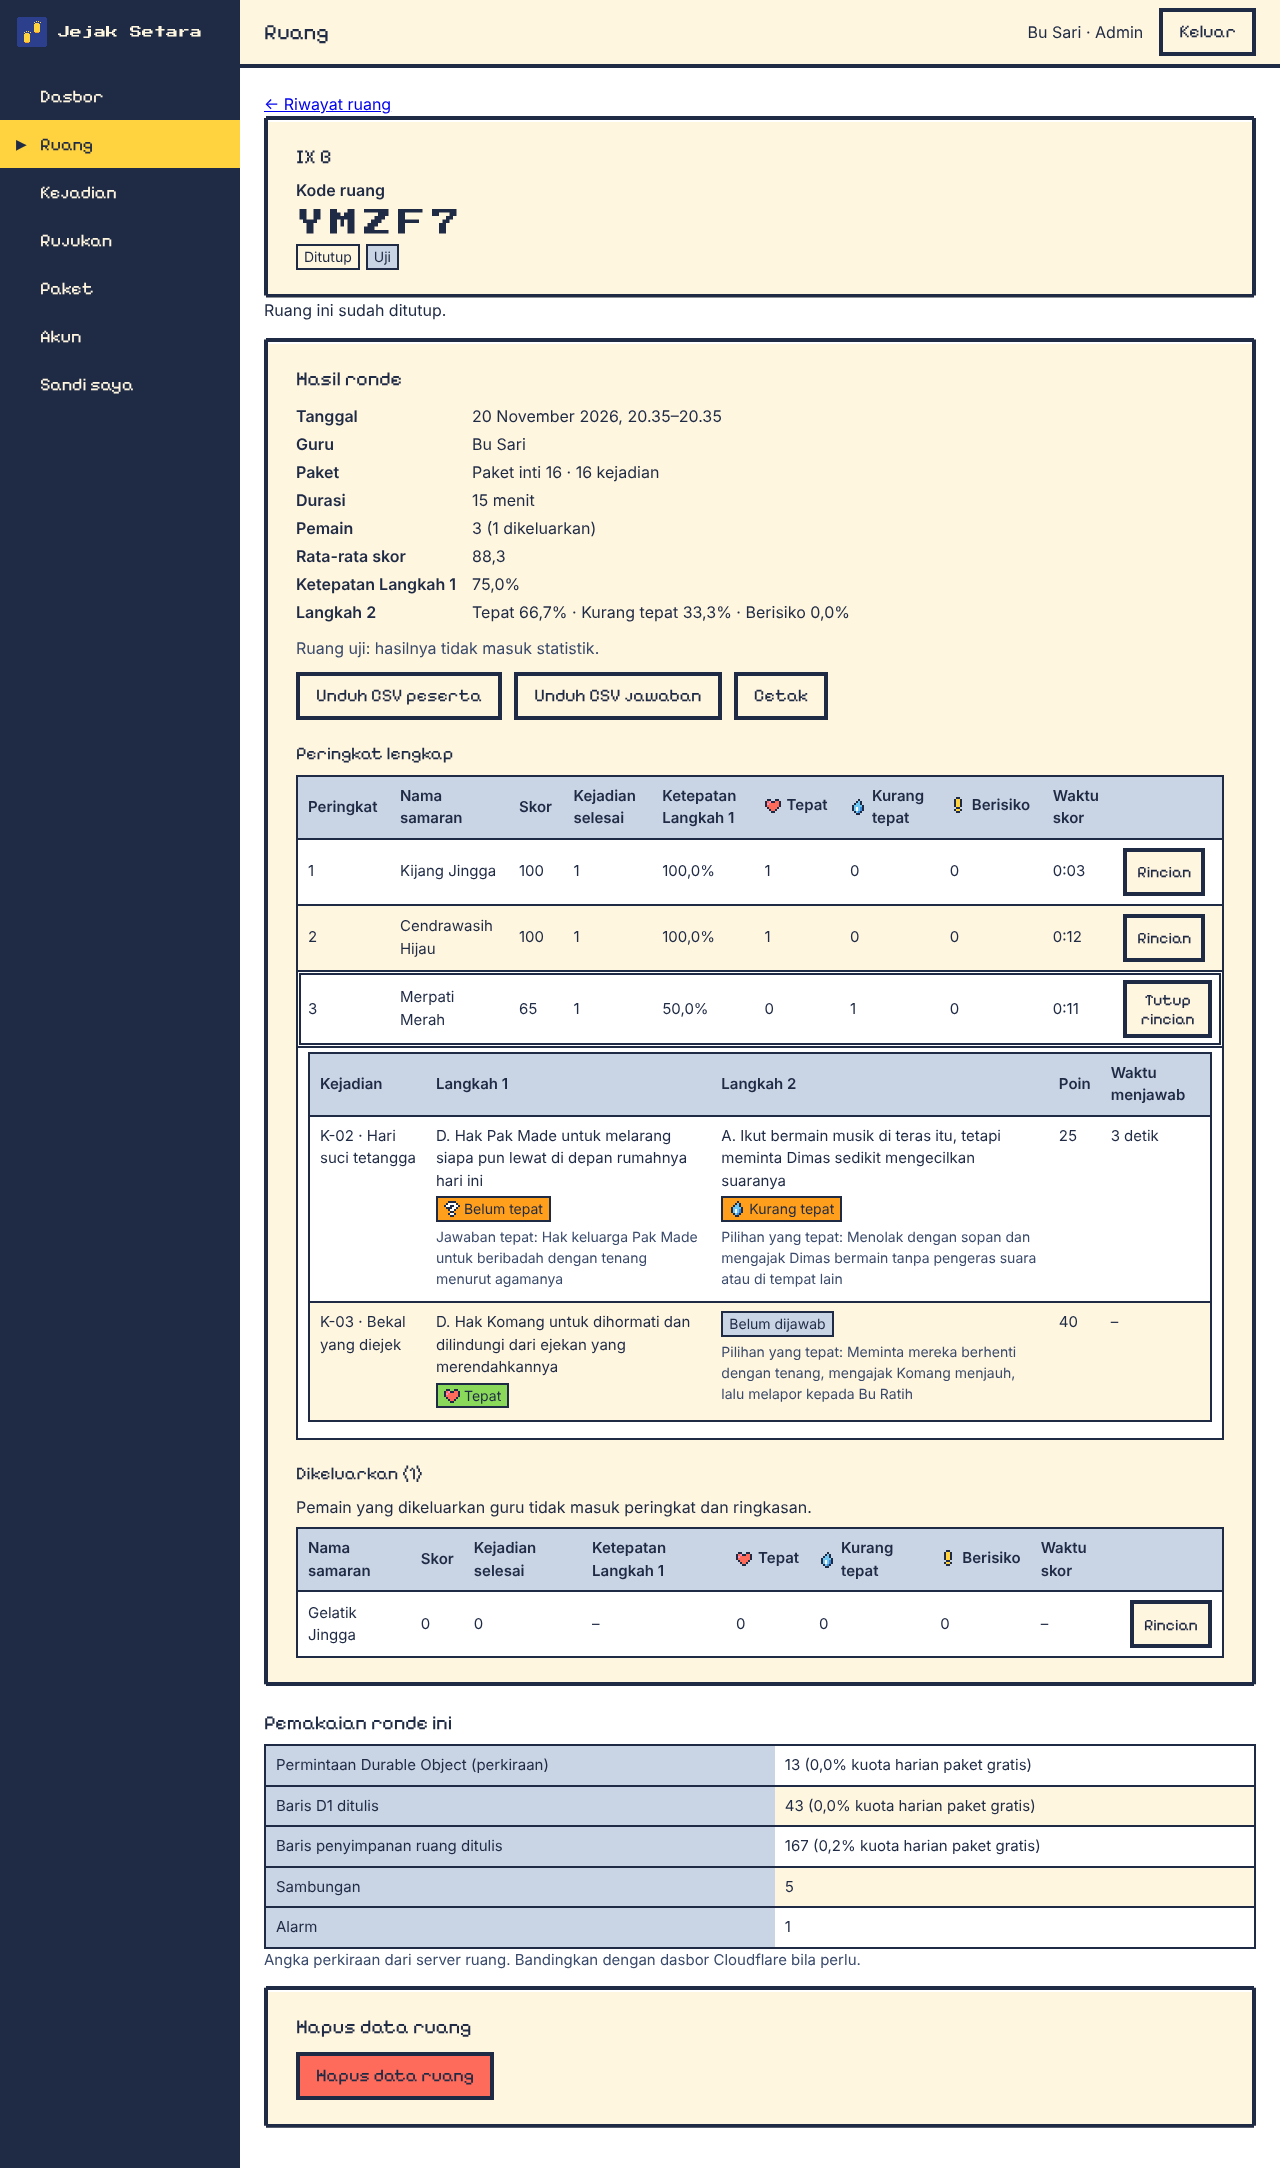 Jejak Setara
Ruang
Bu Sari · Admin
Keluar
Dasbor
▶ Ruang
Kejadian
Rujukan
Paket
Akun
Sandi saya
← Riwayat ruang
IX B
Kode ruang
YMZF7
Ditutup
Uji
Ruang ini sudah ditutup.
Hasil ronde
Tanggal 20 November 2026, 20.35–20.35
Guru Bu Sari
Paket Paket inti 16 · 16 kejadian
Durasi 15 menit
Pemain 3 (1 dikeluarkan)
Rata-rata skor 88,3
Ketepatan Langkah 1 75,0%
Langkah 2 Tepat 66,7% · Kurang tepat 33,3% · Berisiko 0,0%
Ruang uji: hasilnya tidak masuk statistik.
Unduh CSV peserta
Unduh CSV jawaban
Cetak
Peringkat lengkap
Peringkat
Nama
samaran
Skor
Kejadian
selesai
Ketepatan
Langkah 1
Tepat
Kurang
tepat
Berisiko
Waktu
skor
1 Kijang Jingga 100 1 100,0% 1 0 0 0:03 Rincian
2 Cendrawasih
Hijau
100 1 100,0% 1 0 0 0:12 Rincian
3 Merpati
Merah
65 1 50,0% 0 1 0 0:11 Tutup
rincian
Kejadian
Langkah 1
Langkah 2
Poin
Waktu
menjawab
K-02 · Hari
suci tetangga
D. Hak Pak Made untuk melarang
siapa pun lewat di depan rumahnya
hari ini
Belum tepat
Jawaban tepat: Hak keluarga Pak Made
untuk beribadah dengan tenang
menurut agamanya
A. Ikut bermain musik di teras itu, tetapi
meminta Dimas sedikit mengecilkan
suaranya
Kurang tepat
Pilihan yang tepat: Menolak dengan sopan dan
mengajak Dimas bermain tanpa pengeras suara
atau di tempat lain
25
3 detik
K-03 · Bekal
yang diejek
D. Hak Komang untuk dihormati dan
dilindungi dari ejekan yang
merendahkannya
Tepat
Belum dijawab
Pilihan yang tepat: Meminta mereka berhenti
dengan tenang, mengajak Komang menjauh,
lalu melapor kepada Bu Ratih
40
–
Dikeluarkan (1)
Pemain yang dikeluarkan guru tidak masuk peringkat dan ringkasan.
Nama
samaran
Skor
Kejadian
selesai
Ketepatan
Langkah 1
Tepat
Kurang
tepat
Berisiko
Waktu
skor
Gelatik
Jingga
0 0 – 0 0 0 – Rincian
Pemakaian ronde ini
Permintaan Durable Object (perkiraan) 13 (0,0% kuota harian paket gratis)
Baris D1 ditulis 43 (0,0% kuota harian paket gratis)
Baris penyimpanan ruang ditulis 167 (0,2% kuota harian paket gratis)
Sambungan 5
Alarm 1
Angka perkiraan dari server ruang. Bandingkan dengan dasbor Cloudflare bila perlu.
Hapus data ruang
Hapus data ruang